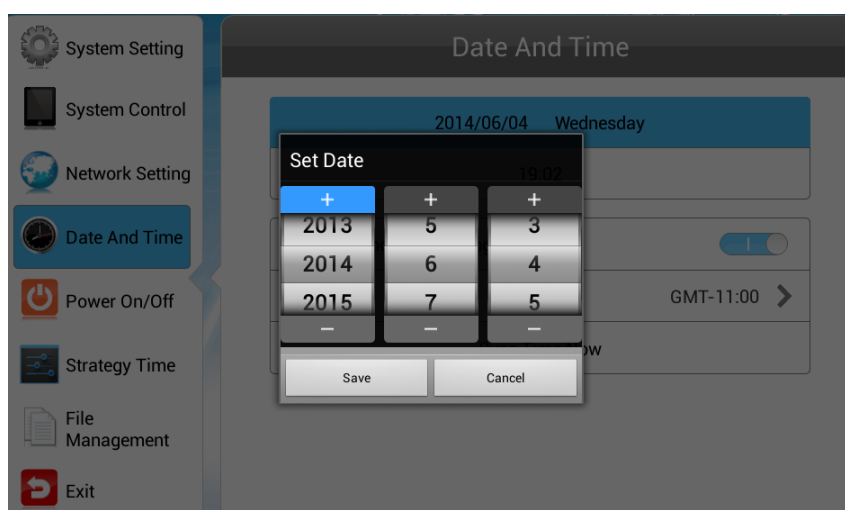 System Setting
System Control
Network Setting
Date And Time
Power On/Off
Strategy Time
File
Management
Exit
Date And Time
2014/06/04 Wednesday
19:02
GMT-11:00
Set Date
+ + +
2013 5 3
2014 6 4
2015 7 5
- - -
Save Cancel